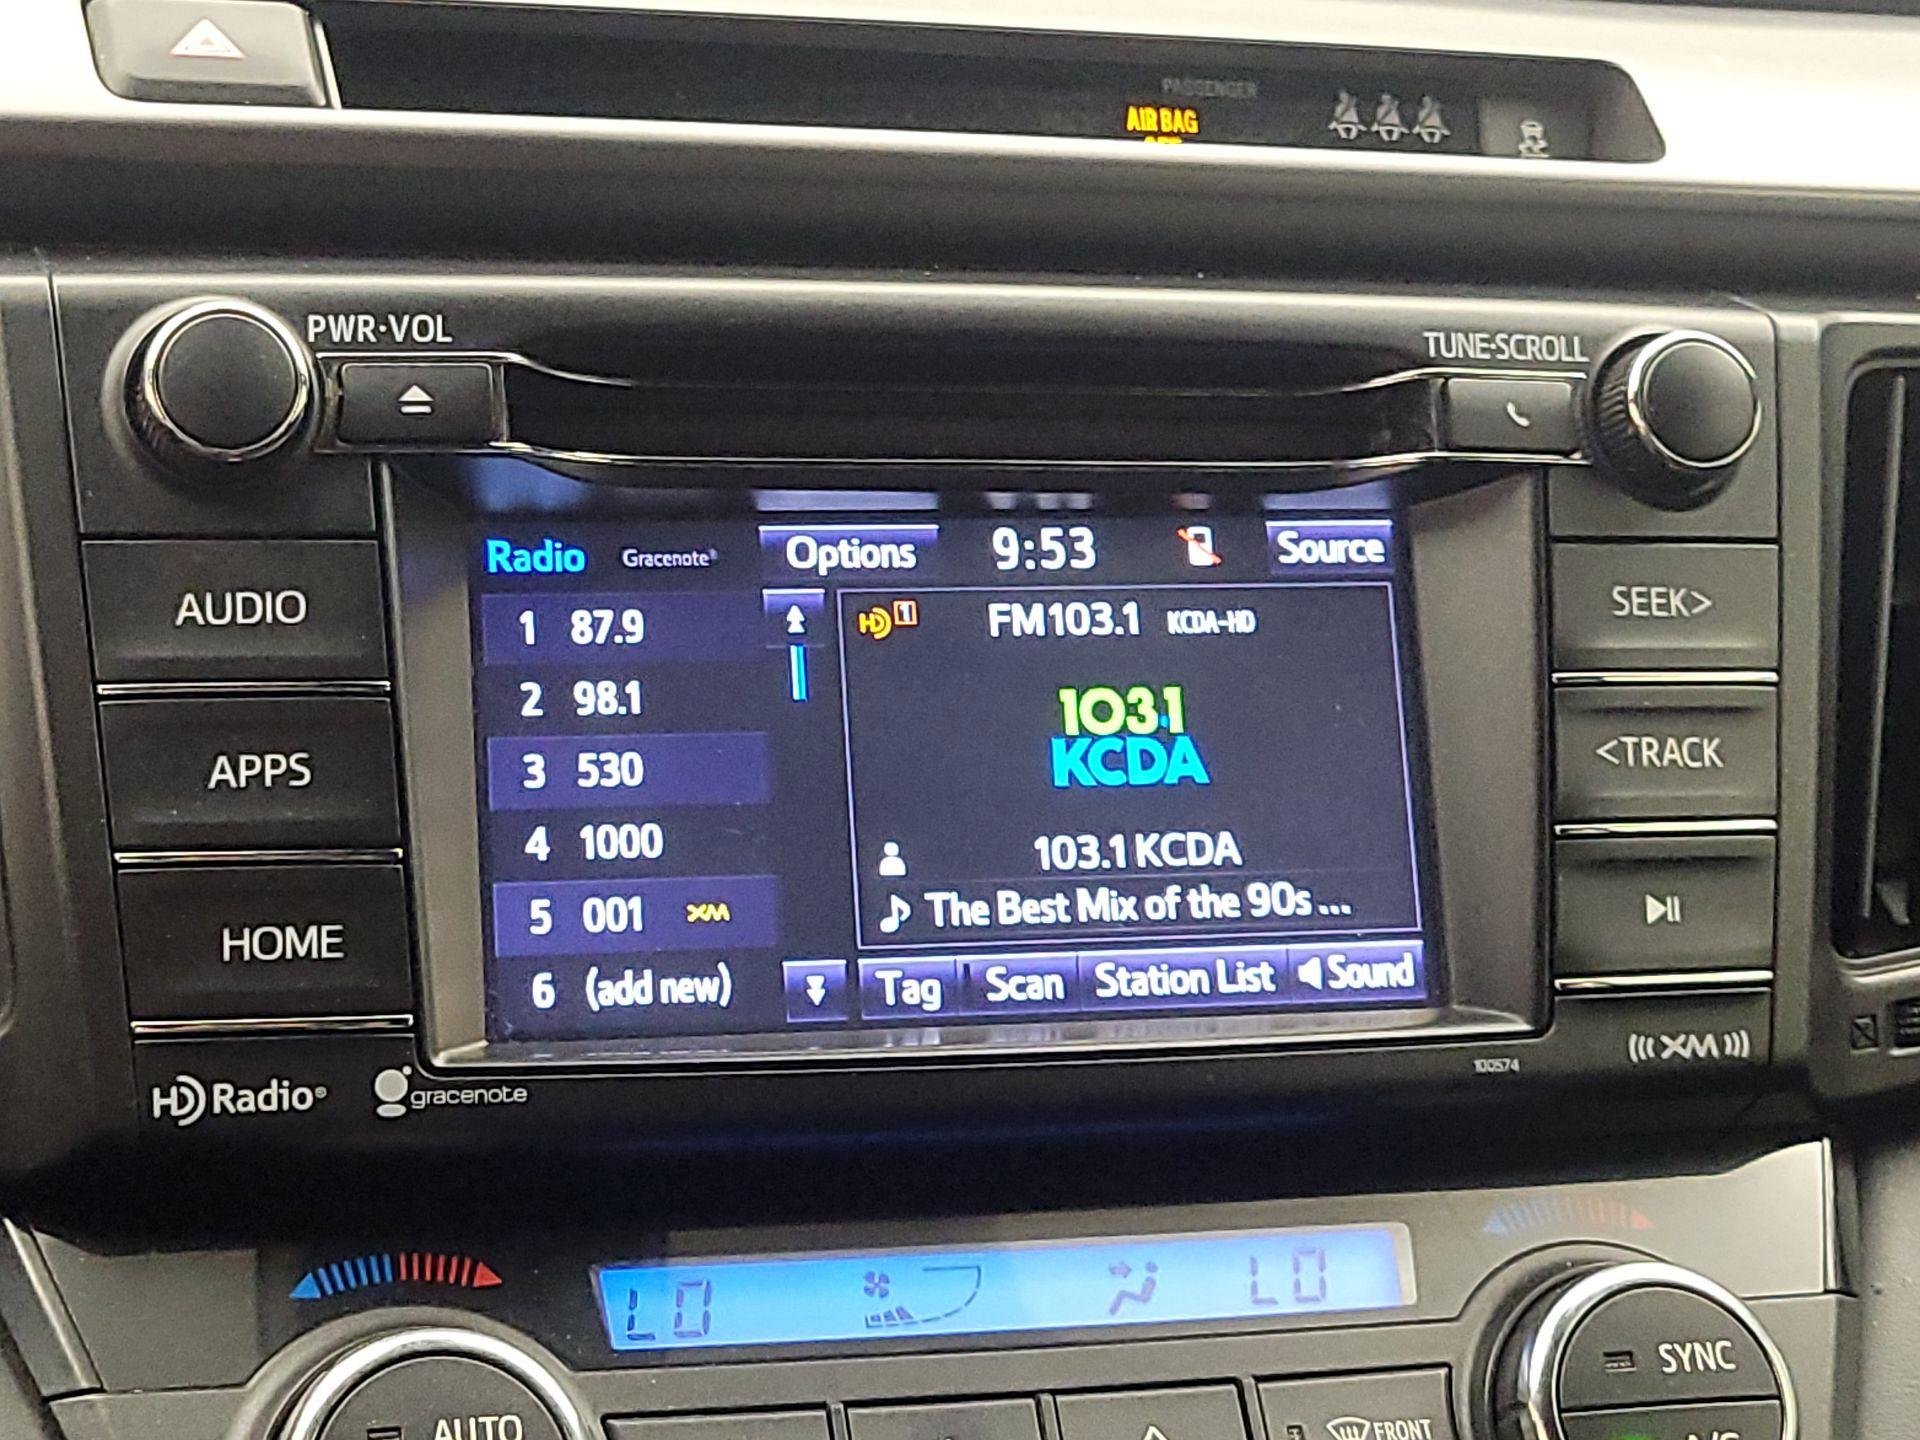 PASSENGER
AIR BAG
PWR·VOL
TUNE·SCROLL
AUDIO
APPS
HOME
Radio Gracenote® Options 9:53 Source
1 87.9
2 98.1
3 530
4 1000
5 001 XM
6 (add new)
HD 1 FM103.1 KCDA-HD
103.1
KCDA
103.1 KCDA
The Best Mix of the 90s ...
Tag Scan Station List Sound
SEEK>
<TRACK
XM
100574
HD Radio® gracenote
LO LO
AUTO
FRONT
SYNC
A/C